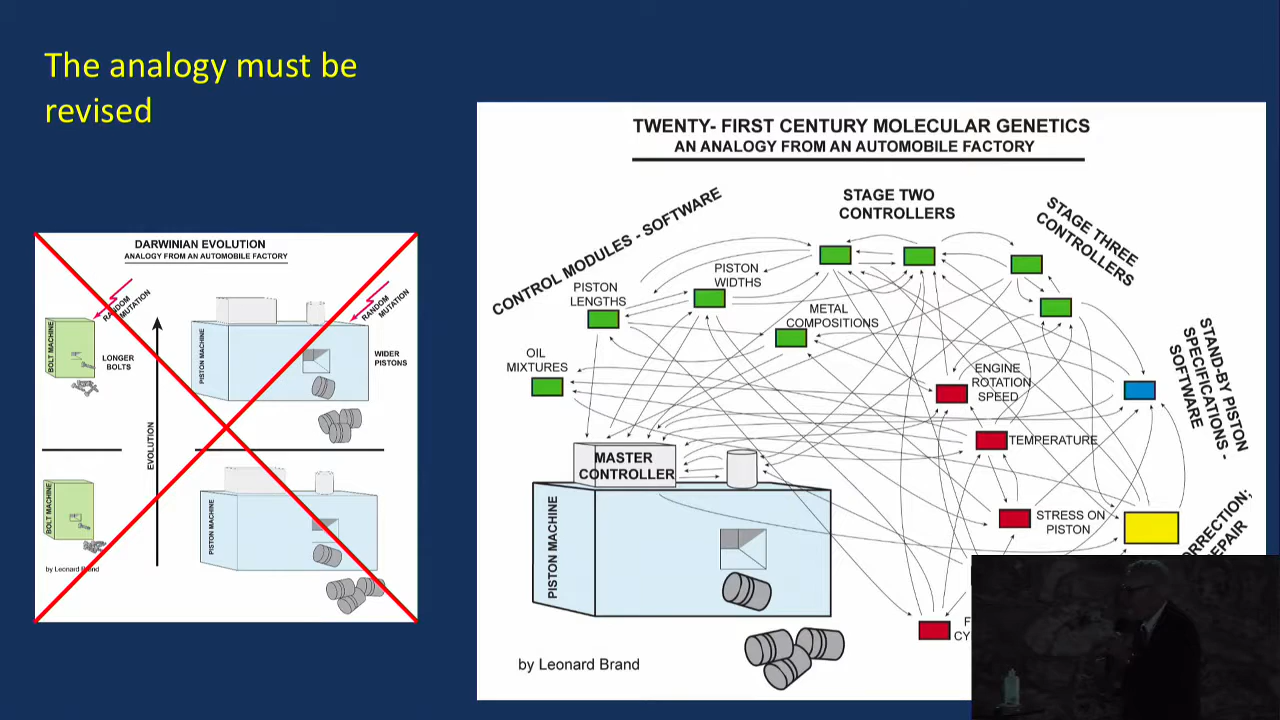 The analogy must be
revised
DARWINIAN EVOLUTION
ANALOGY FROM AN AUTOMOBILE FACTORY
RANDOM
MUTATION
BOLT MACHINE
LONGER
BOLTS
EVOLUTION
PISTON MACHINE
RANDOM
MUTATION
WIDER
PISTONS
BOLT MACHINE
PISTON MACHINE
by Leonard Brand
TWENTY- FIRST CENTURY MOLECULAR GENETICS
AN ANALOGY FROM AN AUTOMOBILE FACTORY
CONTROL MODULES - SOFTWARE
STAGE TWO
CONTROLLERS
STAGE THREE
CONTROLLERS
PISTON
WIDTHS
PISTON
LENGTHS
METAL
COMPOSITIONS
OIL
MIXTURES
STAND-BY PISTON
SPECIFICATIONS -
SOFTWARE
ENGINE
ROTATION
SPEED
TEMPERATURE
MASTER
CONTROLLER
STRESS ON
PISTON
PISTON MACHINE
by Leonard Brand